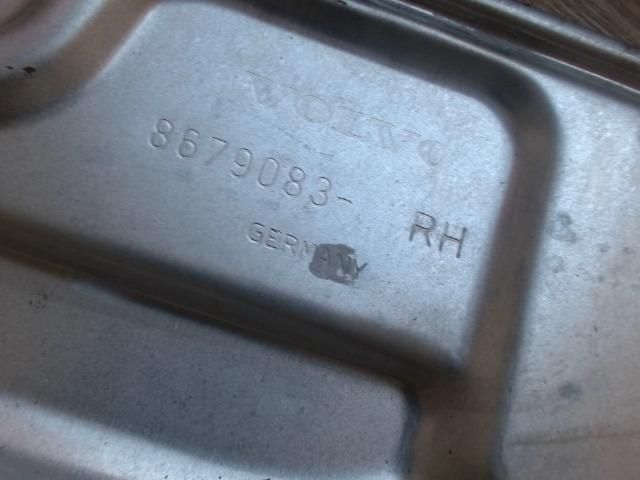 VOLVO
8679083- RH
GERMANY